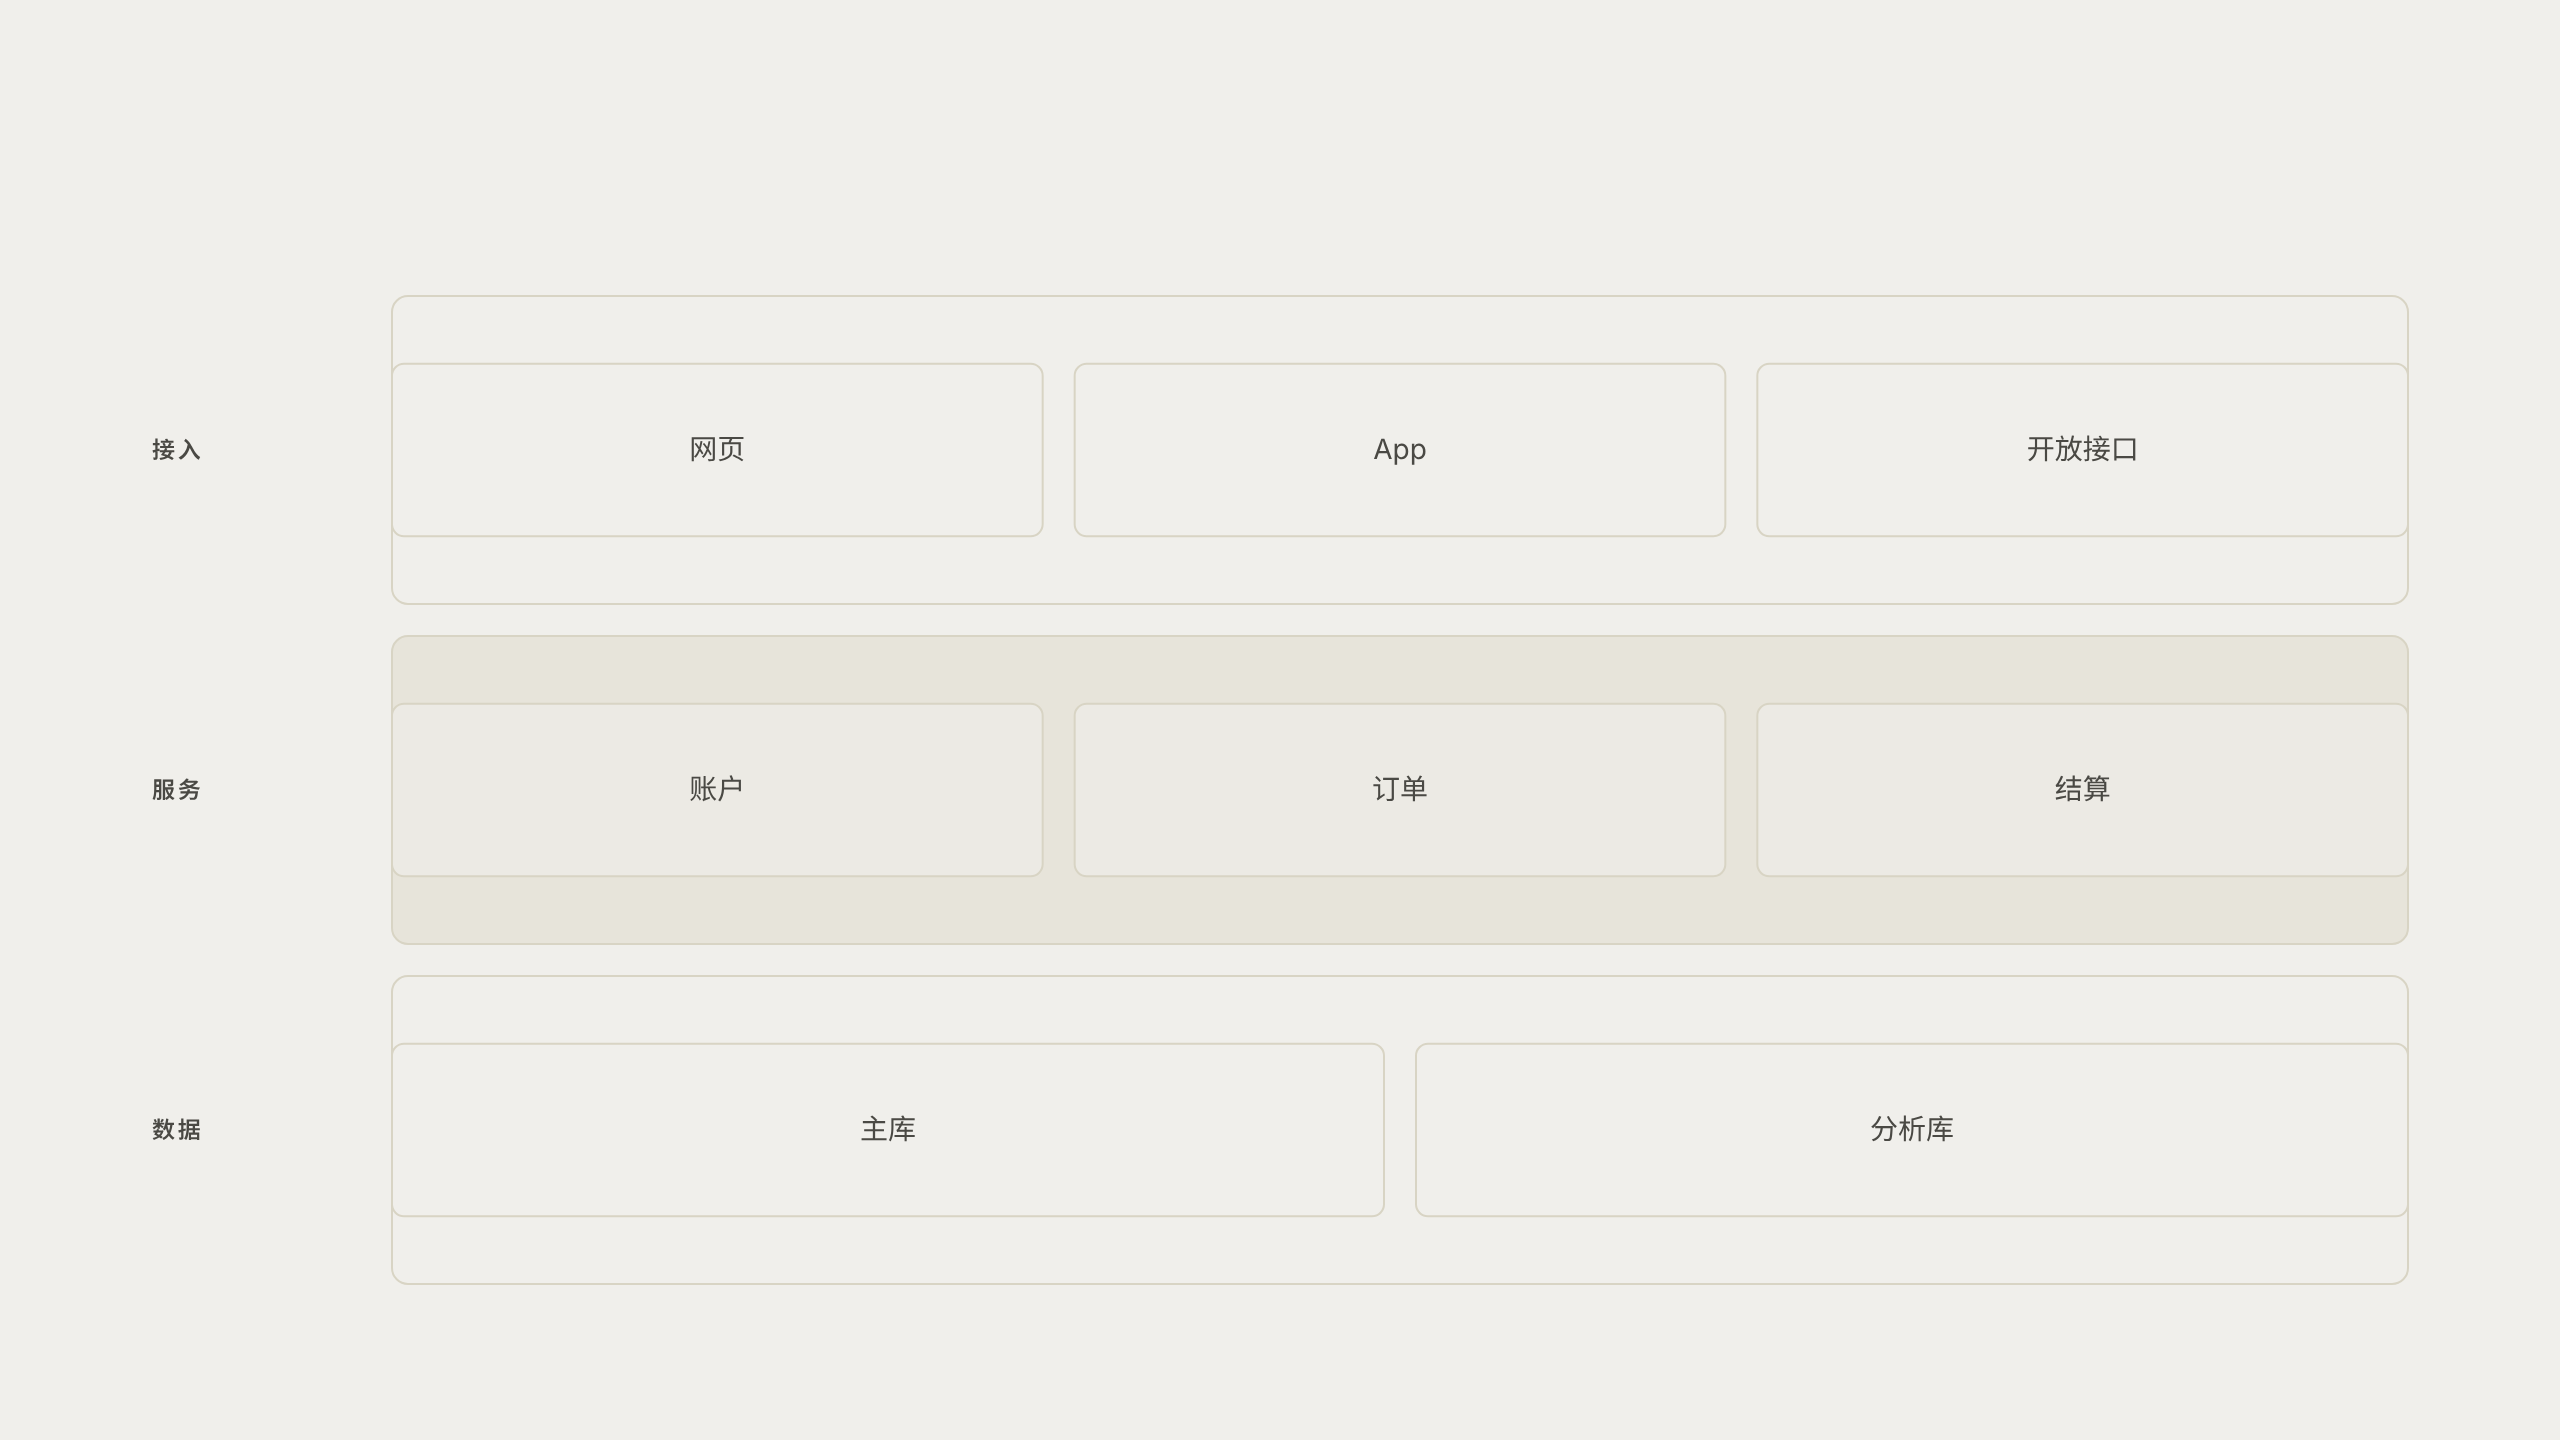 接入
网页
App
开放接口
服务
账户
订单
结算
数据
主库
分析库